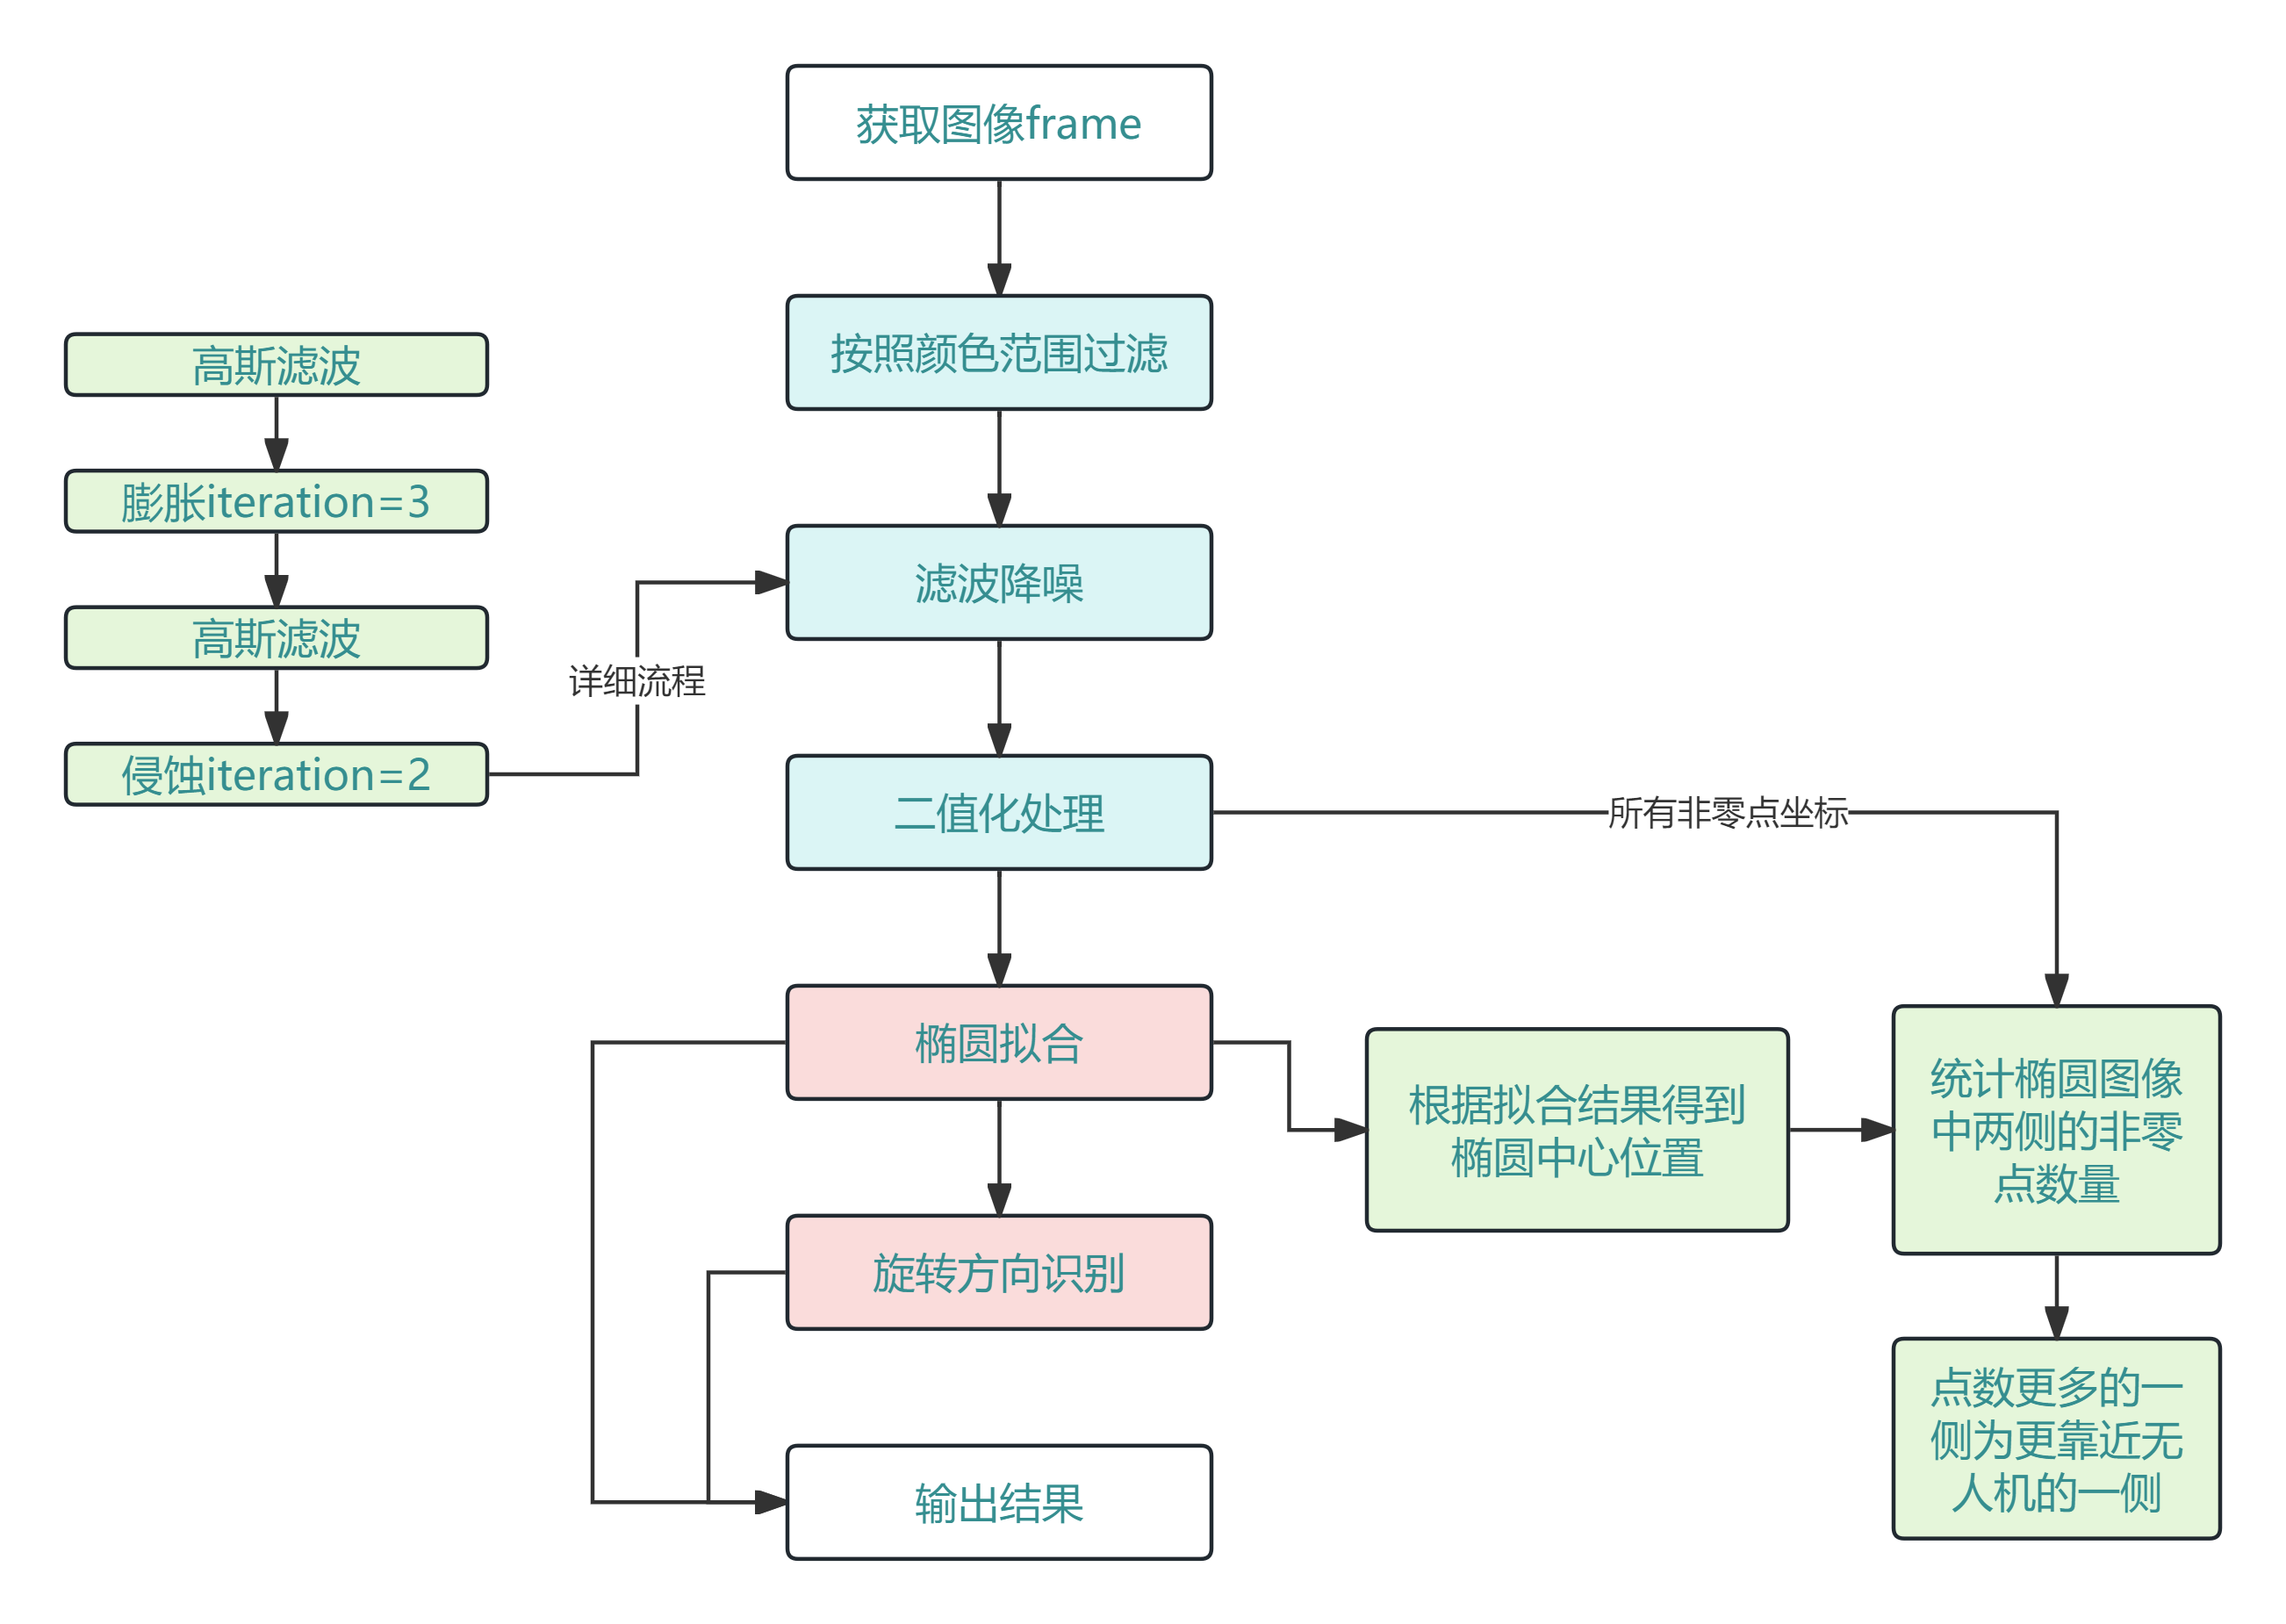 获取图像frame
按照颜色范围过滤
高斯滤波
膨胀iteration=3
高斯滤波
侵蚀iteration=2
详细流程
滤波降噪
二值化处理
所有非零点坐标
椭圆拟合
根据拟合结果得到
椭圆中心位置
统计椭圆图像
中两侧的非零
点数量
旋转方向识别
点数更多的一
侧为更靠近无
人机的一侧
输出结果